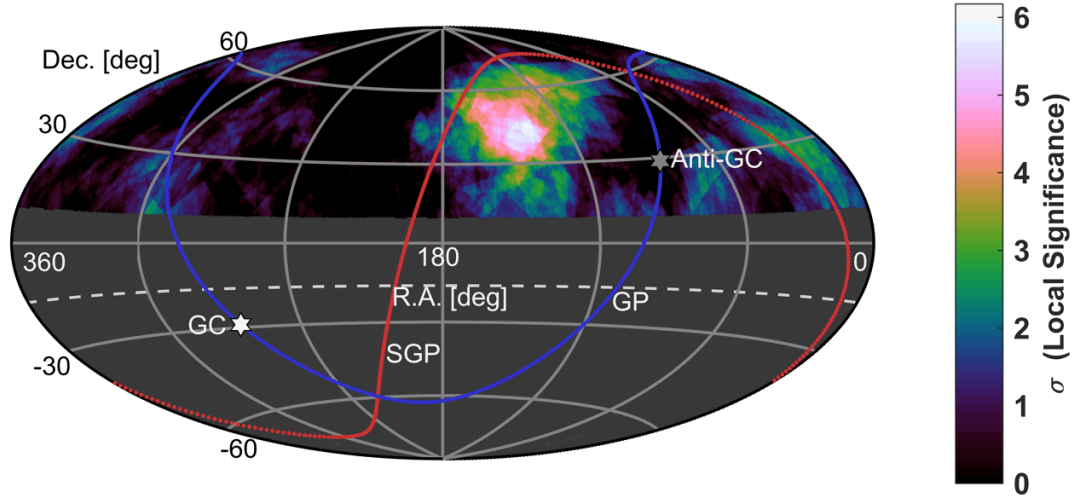 Dec. [deg]
60
30
Anti-GC
360
180
0
R.A. [deg]
GP
GC
SGP
-30
-60
6
5
4
3
2
1
0
σ (Local Significance)